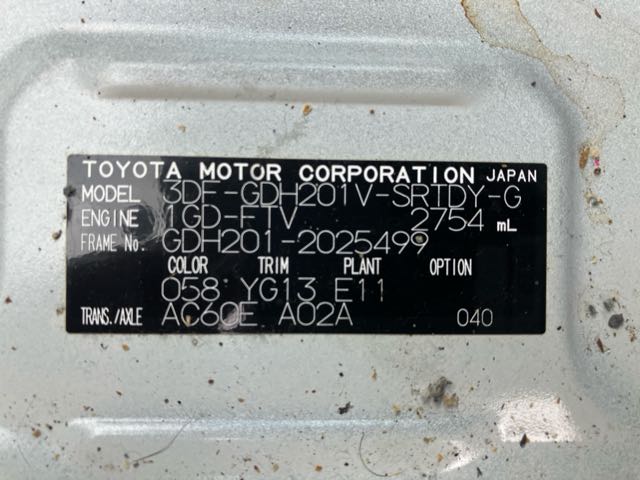 TOYOTA MOTOR CORPORATION JAPAN
MODEL 3DF-GDH201V-SRTDY-G
ENGINE 1GD-FTV 2754 mL
FRAME No. GDH201-2025499
COLOR TRIM PLANT OPTION
058 YG13 E11
TRANS./AXLE AC60E A02A 040